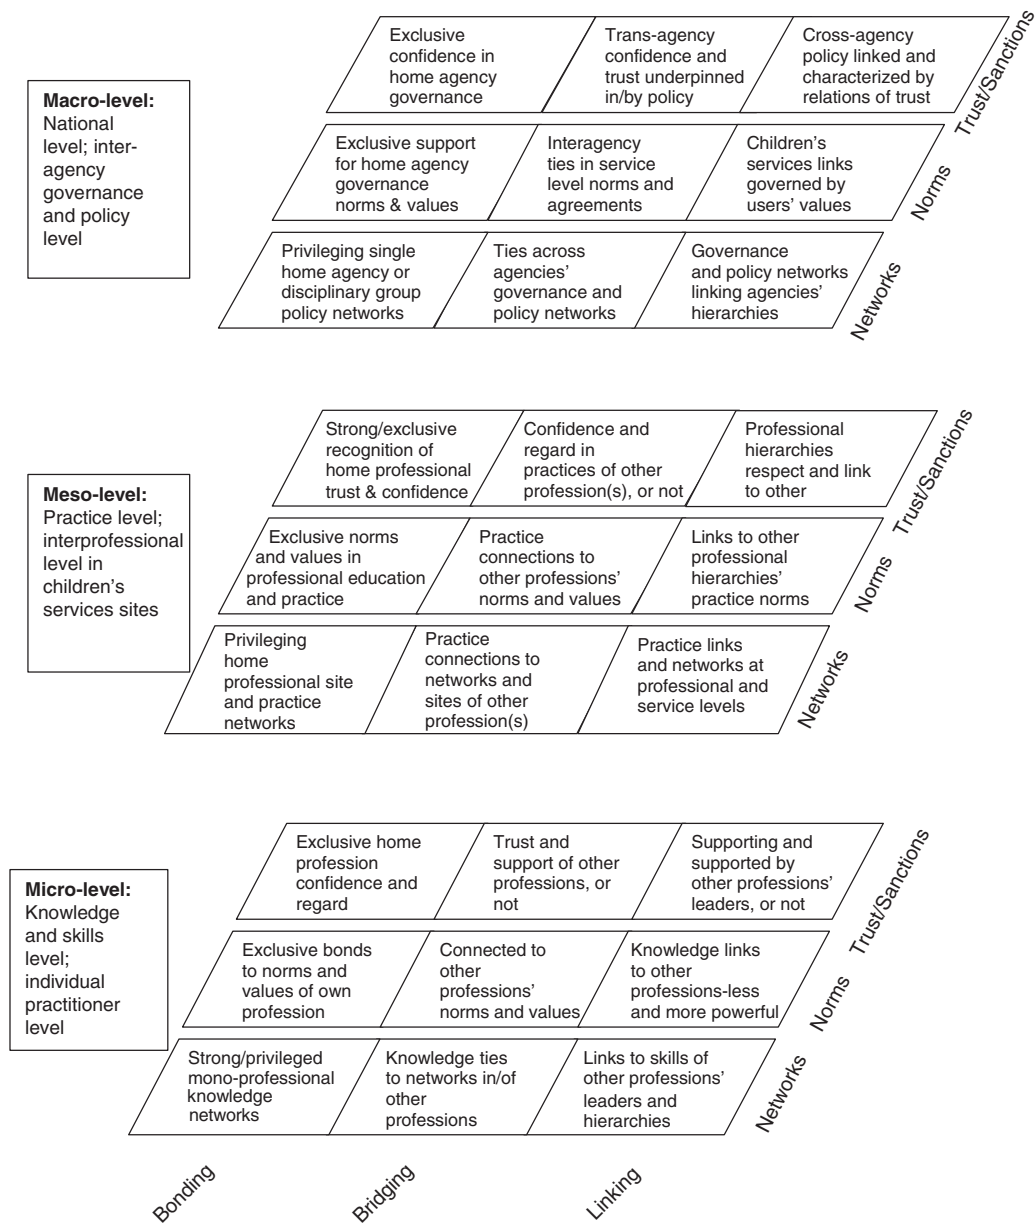 Macro-level:
National
level; inter-
agency
governance
and policy
level
Exclusive
confidence in
home agency
governance
Trans-agency
confidence and
trust underpinned
in/by policy
Cross-agency
policy linked and
characterized by
relations of trust
Trust/Sanctions
Exclusive support
for home agency
governance
norms & values
Interagency
ties in service
level norms and
agreements
Children’s
services links
governed by
users’ values
Norms
Privileging single
home agency or
disciplinary group
policy networks
Ties across
agencies’
governance and
policy networks
Governance
and policy networks
linking agencies’
hierarchies
Networks
Meso-level:
Practice level;
interprofessional
level in
children’s
services sites
Strong/exclusive
recognition of
home professional
trust & confidence
Confidence and
regard in
practices of other
profession(s), or not
Professional
hierarchies
respect and link
to other
Trust/Sanctions
Exclusive norms
and values in
professional education
and practice
Practice
connections to
other professions’
norms and values
Links to other
professional
hierarchies’
practice norms
Norms
Privileging
home
professional site
and practice
networks
Practice
connections to
networks and
sites of other
profession(s)
Practice links
and networks at
professional and
service levels
Networks
Micro-level:
Knowledge
and skills
level;
individual
practitioner
level
Exclusive home
profession
confidence and
regard
Trust and
support of other
professions, or
not
Supporting and
supported by
other professions’
leaders, or not
Trust/Sanctions
Exclusive bonds
to norms and
values of own
profession
Connected to
other
professions’
norms and values
Knowledge links
to other
professions-less
and more powerful
Norms
Strong/privileged
mono-professional
knowledge
networks
Knowledge ties
to networks in/of
other
professions
Links to skills of
other professions’
leaders and
hierarchies
Networks
Bonding
Bridging
Linking